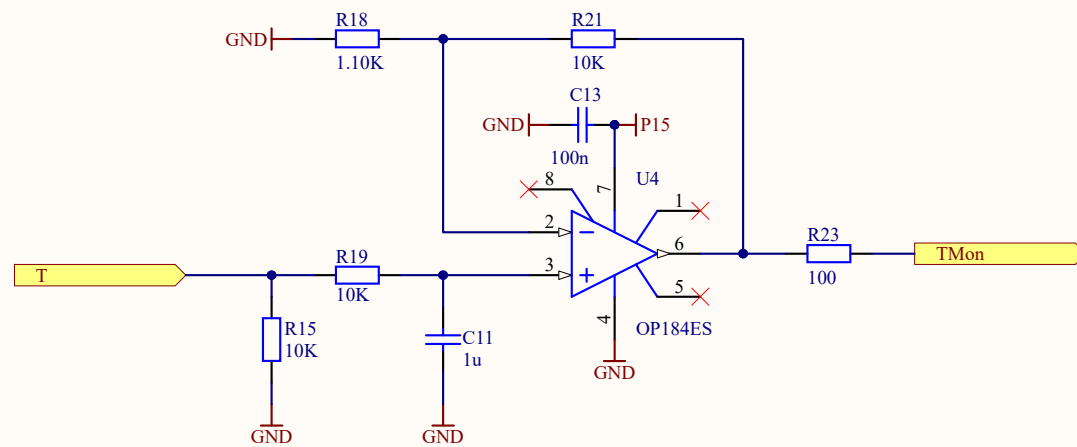 R18
R21
GND
1.10K
10K
C13
GND
P15
100n
U4
8
7
1
2
6
R23
TMon
T
R19
3
100
10K
5
R15
10K
C11
1u
4
OP184ES
GND
GND
GND